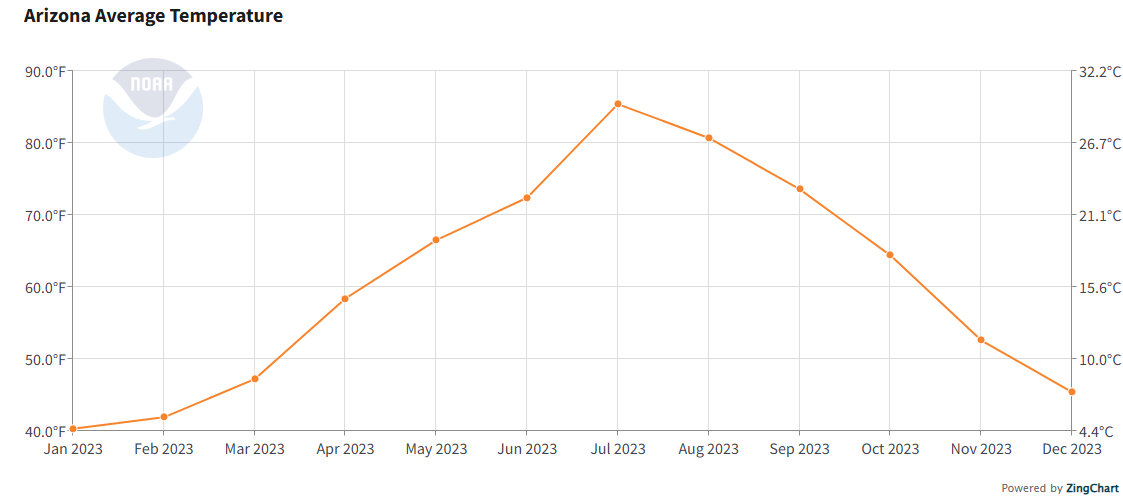 Arizona Average Temperature
NOAA
90.0°F
32.2°C
80.0°F
26.7°C
70.0°F
21.1°C
60.0°F
15.6°C
50.0°F
10.0°C
40.0°F
4.4°C
Jan 2023 Feb 2023 Mar 2023 Apr 2023 May 2023 Jun 2023 Jul 2023 Aug 2023 Sep 2023 Oct 2023 Nov 2023 Dec 2023
Powered by ZingChart